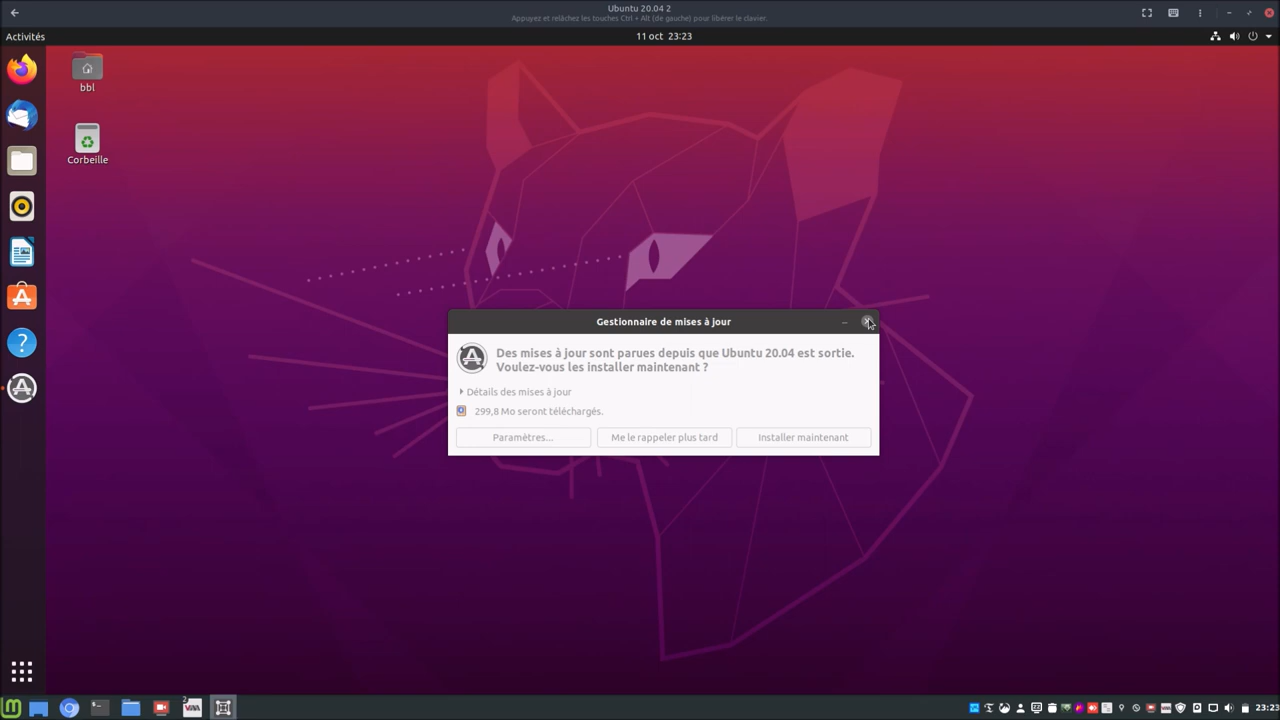 Ubuntu 20.04 2
Appuyez et relâchez les touches Ctrl + Alt (de gauche) pour libérer le clavier.
Activités
11 oct 23:23
bbl
Corbeille
Gestionnaire de mises à jour
Des mises à jour sont parues depuis que Ubuntu 20.04 est sortie.
Voulez-vous les installer maintenant ?
Détails des mises à jour
299,8 Mo seront téléchargés.
Paramètres...
Me le rappeler plus tard
Installer maintenant
2
23:23